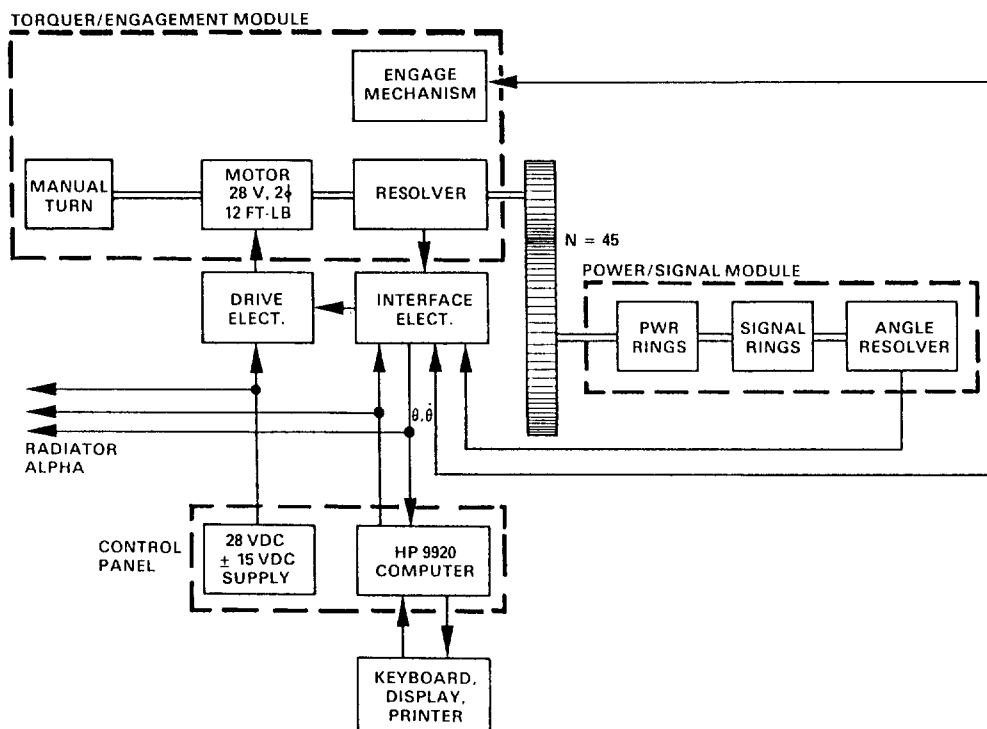 TORQUER/ENGAGEMENT MODULE
ENGAGE
MECHANISM
MANUAL
TURN
MOTOR
28 V, 2ϕ
12 FT-LB
RESOLVER
N = 45
POWER/SIGNAL MODULE
DRIVE
ELECT.
INTERFACE
ELECT.
PWR
RINGS
SIGNAL
RINGS
ANGLE
RESOLVER
θ, θ̇
RADIATOR
ALPHA
CONTROL
PANEL
28 VDC
± 15 VDC
SUPPLY
HP 9920
COMPUTER
KEYBOARD,
DISPLAY,
PRINTER